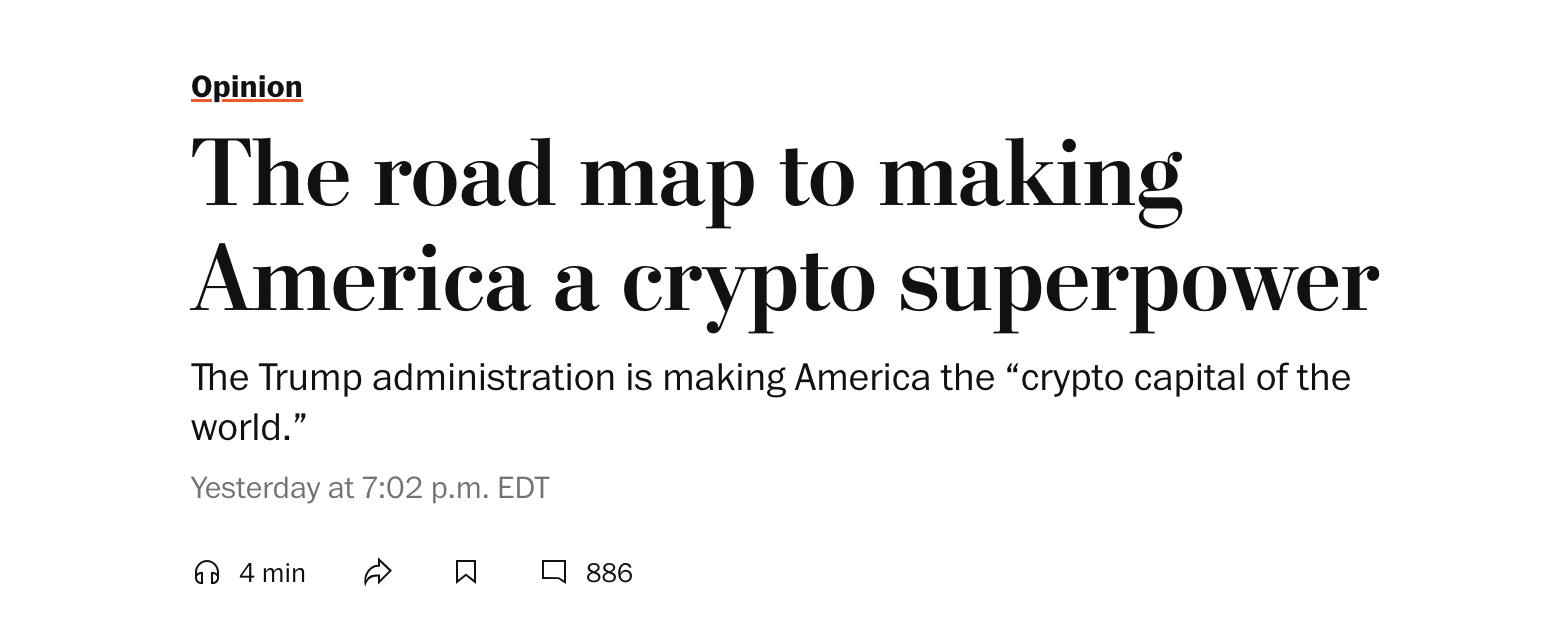 Opinion
The road map to making
America a crypto superpower
The Trump administration is making America the “crypto capital of the
world.”
Yesterday at 7:02 p.m. EDT
4 min 886